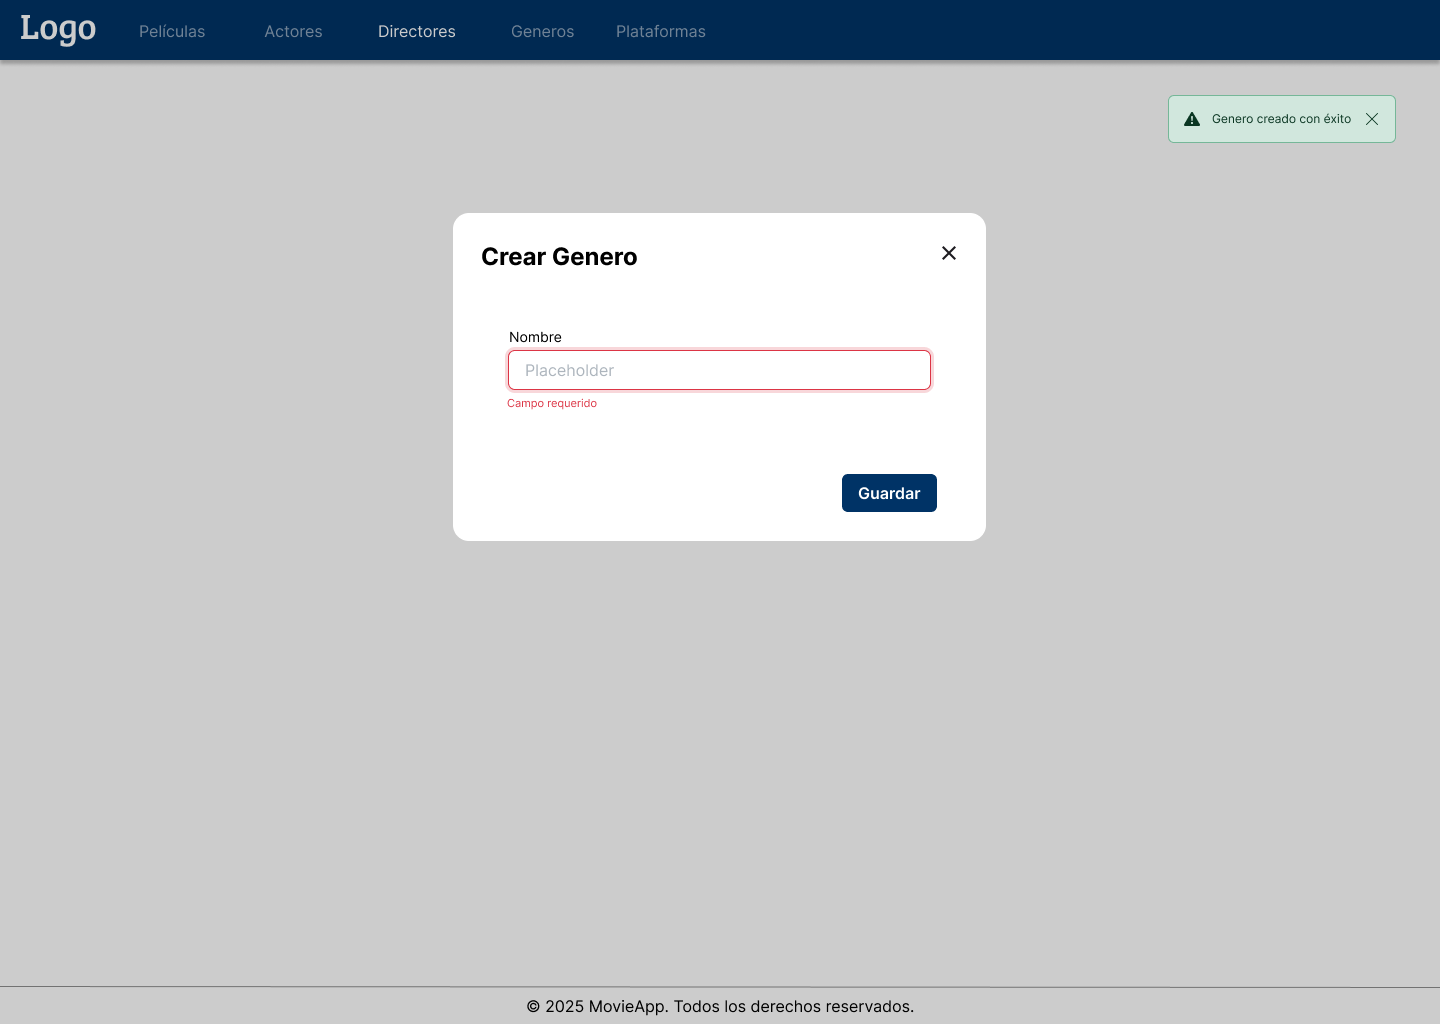 Logo
Películas
Actores
Directores
Generos
Plataformas
Genero creado con éxito
Crear Genero
Nombre
Placeholder
Campo requerido
Guardar
© 2025 MovieApp. Todos los derechos reservados.